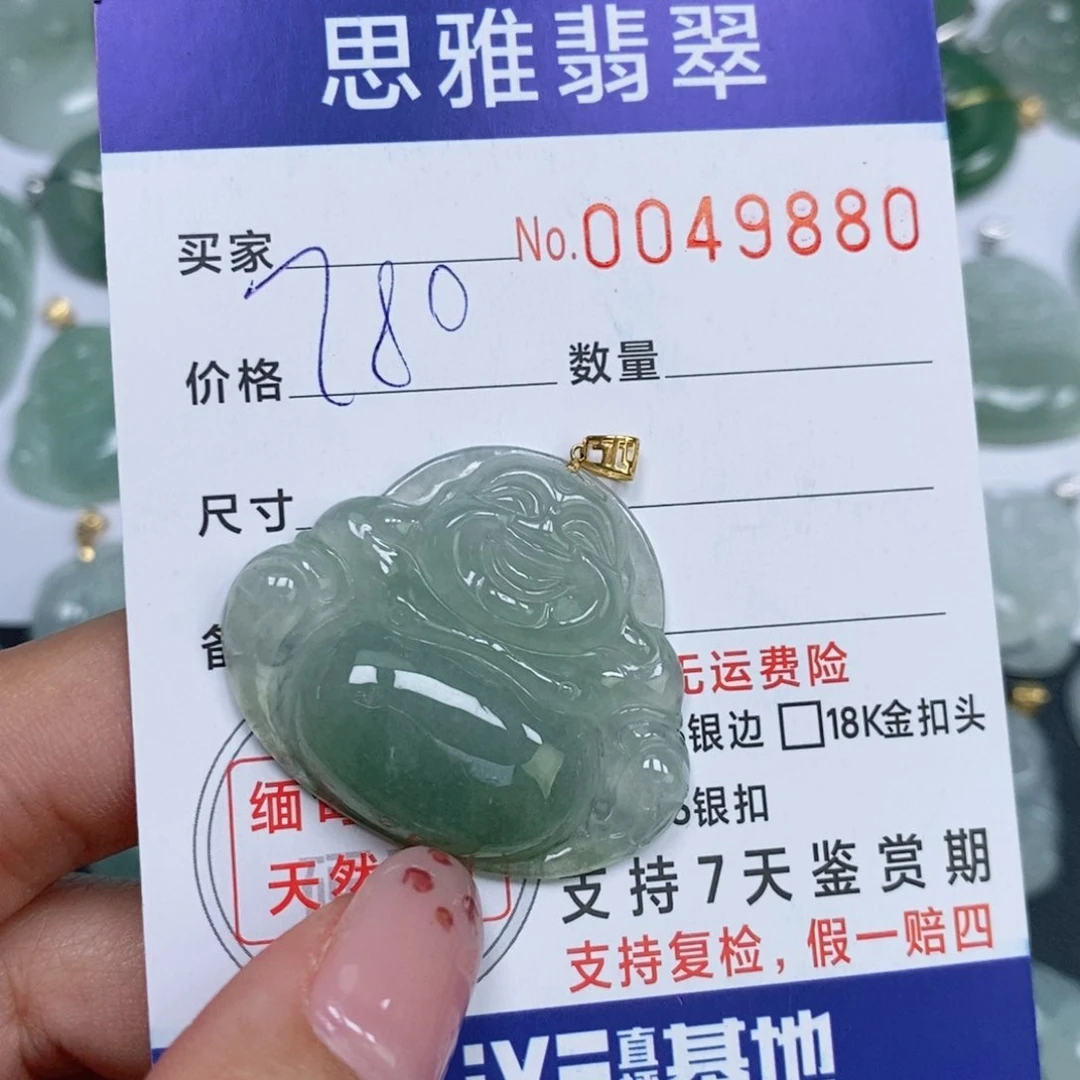 思雅翡翠
买家 No.0049880
780
价格 数量
尺寸
无运费险
银边 □18K金扣头
银扣
缅
天然
支持7天鉴赏期
支持复检，假一赔四
基地